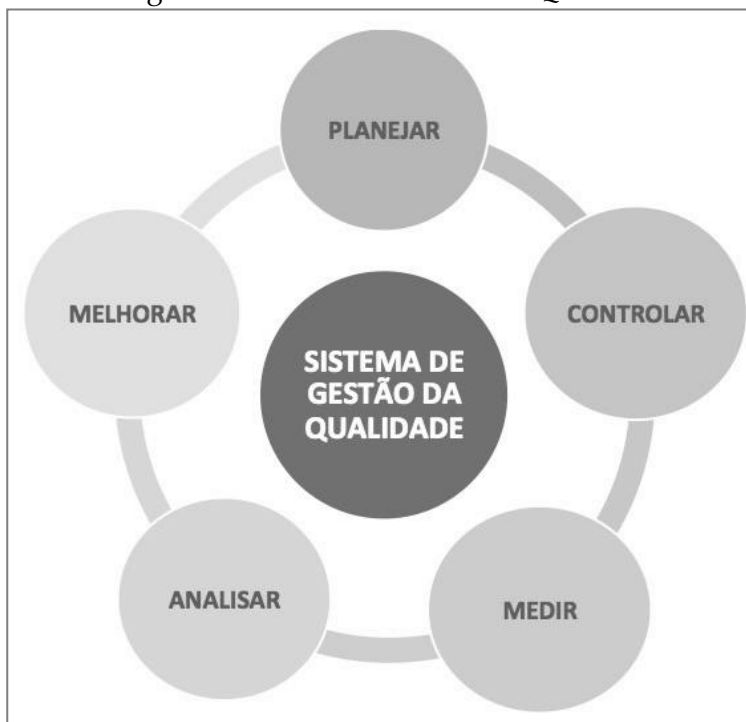 PLANEJAR
CONTROLAR
MEDIR
ANALISAR
MELHORAR
SISTEMA DE
GESTÃO DA
QUALIDADE